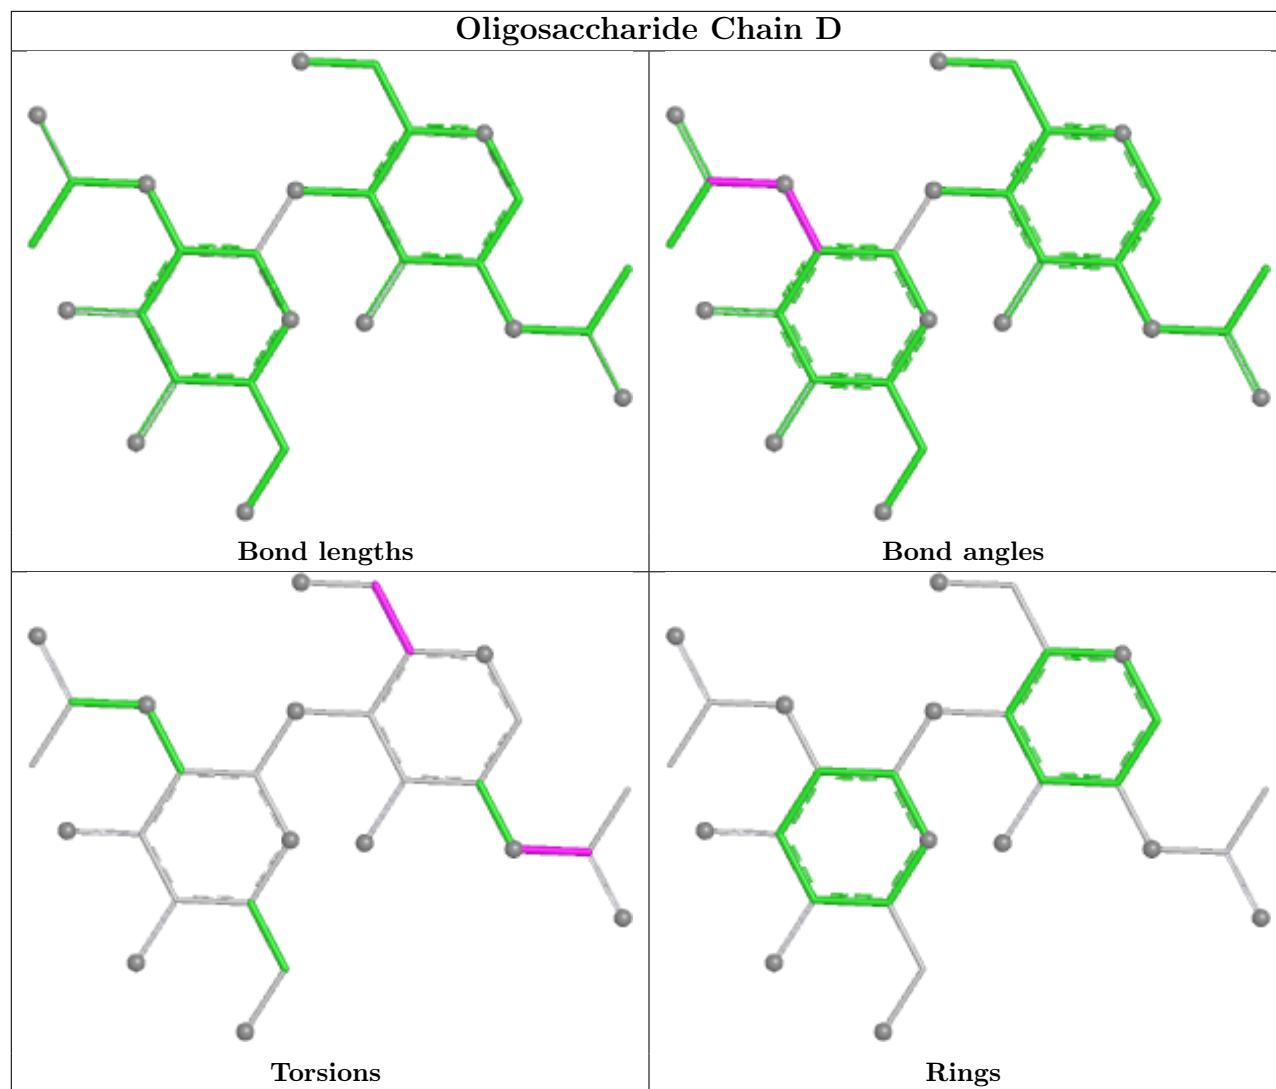 Oligosaccharide Chain D
Bond lengths
Bond angles
Torsions
Rings